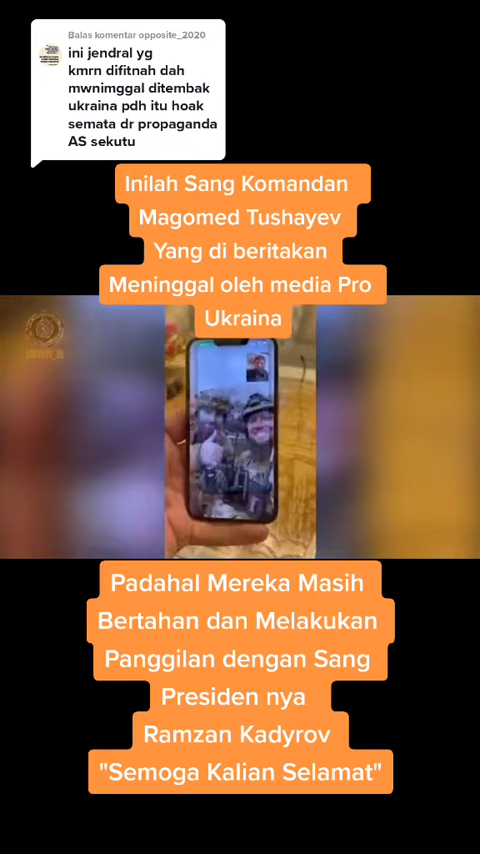 Balas komentar opposite_2020
ini jendral yg
kmrn difitnah dah
mwnimggal ditembak
ukraina pdh itu hoak
semata dr propaganda
AS sekutu
Inilah Sang Komandan
Magomed Tushayev
Yang di beritakan
Meninggal oleh media Pro
Ukraina
Padahal Mereka Masih
Bertahan dan Melakukan
Panggilan dengan Sang
Presiden nya
Ramzan Kadyrov
"Semoga Kalian Selamat"